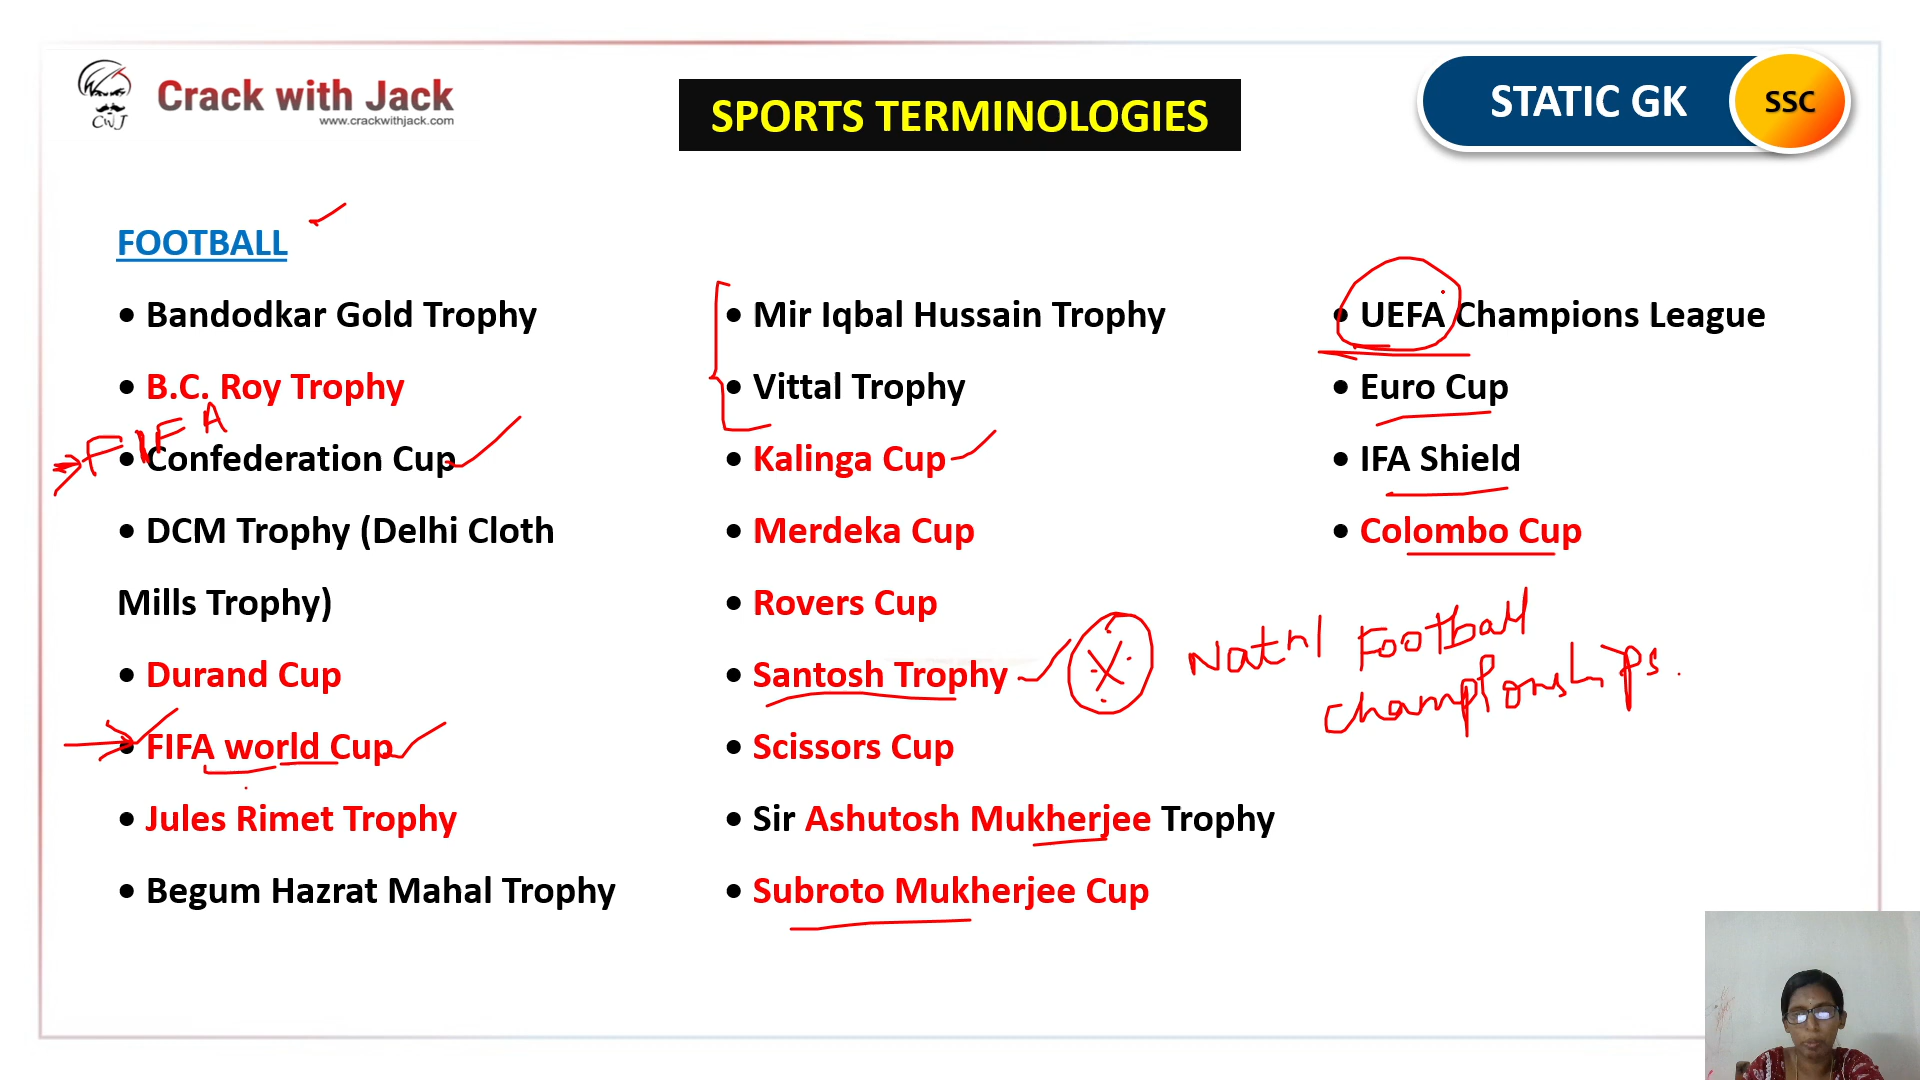 CWJ
Crack with Jack
www.crackwithjack.com
SPORTS TERMINOLOGIES
STATIC GK
SSC
FOOTBALL
• Bandodkar Gold Trophy
• B.C. Roy Trophy
FIFA
• Confederation Cup
• DCM Trophy (Delhi Cloth
Mills Trophy)
• Durand Cup
• FIFA world Cup
• Jules Rimet Trophy
• Begum Hazrat Mahal Trophy
• Mir Iqbal Hussain Trophy
• Vittal Trophy
• Kalinga Cup
• Merdeka Cup
• Rovers Cup
• Santosh Trophy
• Scissors Cup
• Sir Ashutosh Mukherjee Trophy
• Subroto Mukherjee Cup
• UEFA Champions League
• Euro Cup
• IFA Shield
• Colombo Cup
Natnl Football
championships.